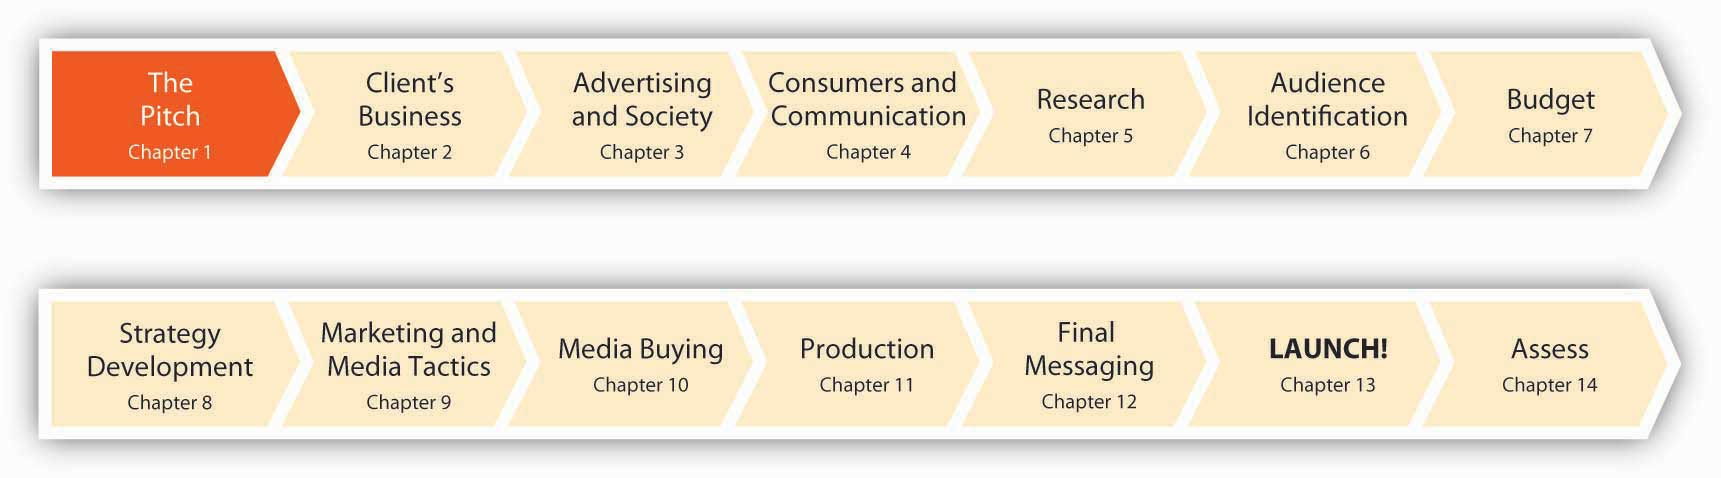 The
Pitch
Chapter 1
Client’s
Business
Chapter 2
Advertising
and Society
Chapter 3
Consumers and
Communication
Chapter 4
Research
Chapter 5
Audience
Identification
Chapter 6
Budget
Chapter 7
Strategy
Development
Chapter 8
Marketing and
Media Tactics
Chapter 9
Media Buying
Chapter 10
Production
Chapter 11
Final
Messaging
Chapter 12
LAUNCH!
Chapter 13
Assess
Chapter 14